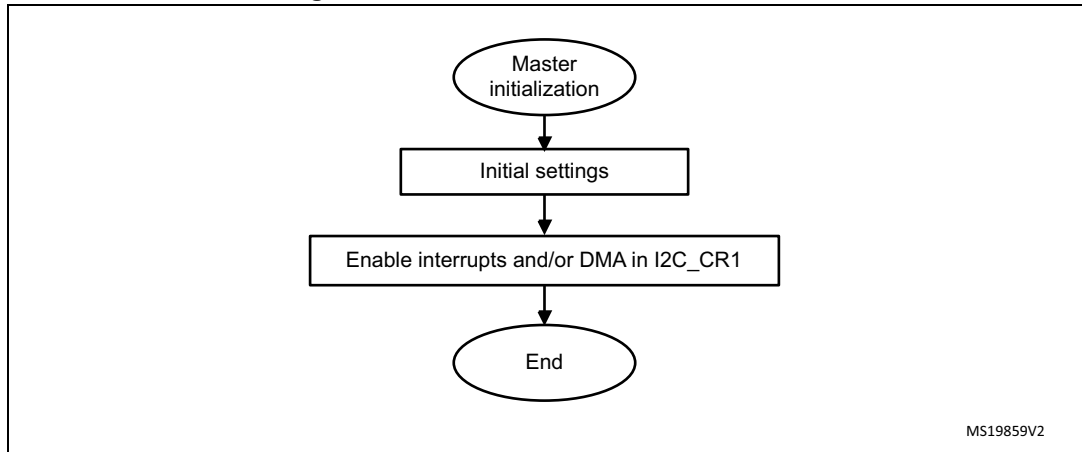 Master
initialization
Initial settings
Enable interrupts and/or DMA in I2C_CR1
End
MS19859V2